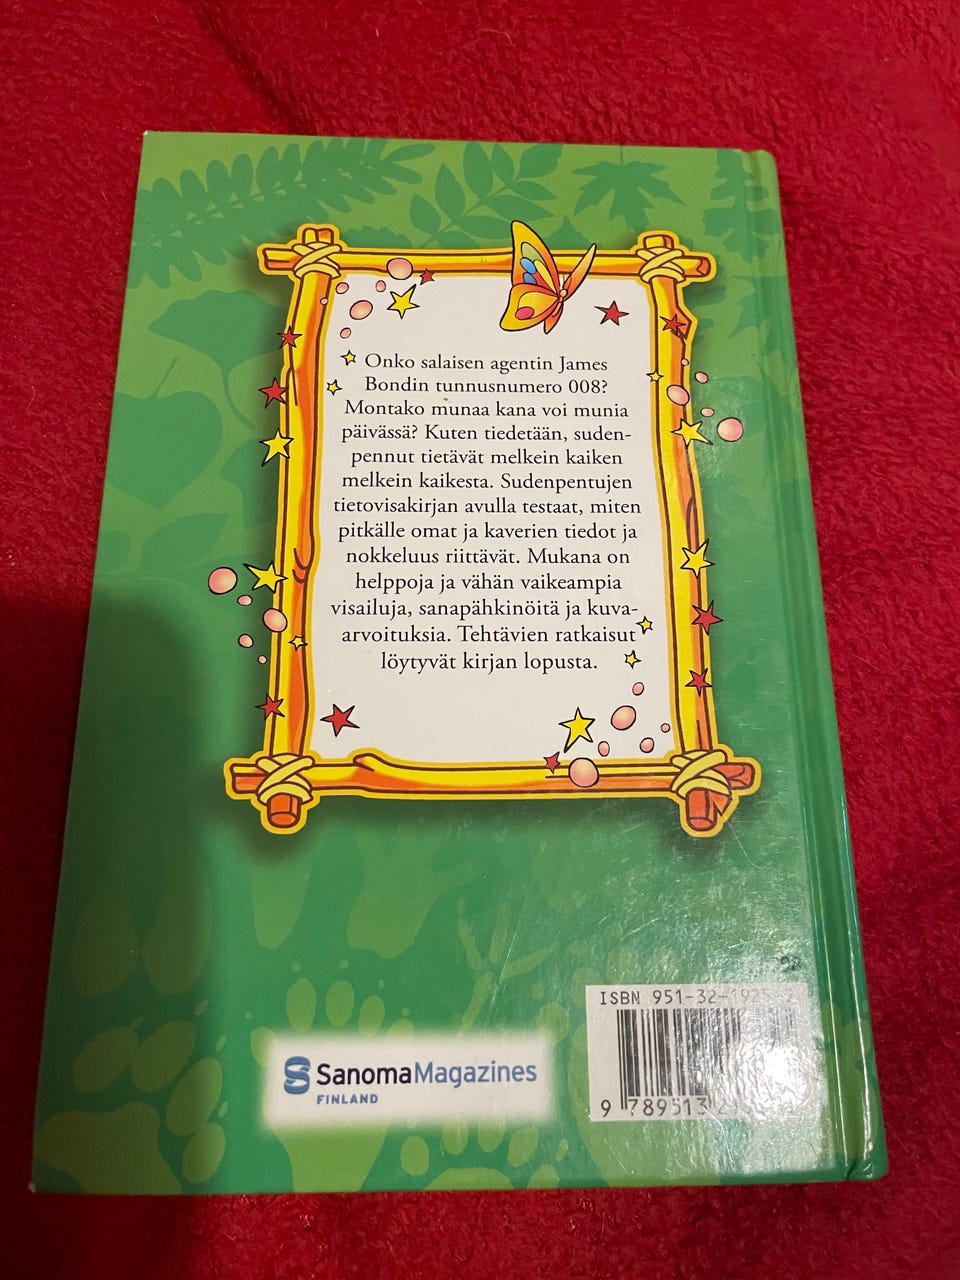 Onko salaisen agentin James
Bondin tunnusnumero 008?
Montako munaa kana voi munia
päivässä? Kuten tiedetään, suden-
pennut tietävät melkein kaiken
melkein kaikesta. Sudenpentujen
tietovisakirjan avulla testaat, miten
pitkälle omat ja kaverien tiedot ja
nokkeluus riittävät. Mukana on
helppoja ja vähän vaikeampia
visailuja, sanapähkinöitä ja kuva-
arvoituksia. Tehtävien ratkaisut
löytyvät kirjan lopusta.
ISBN
SanomaMagazines
FINLAND